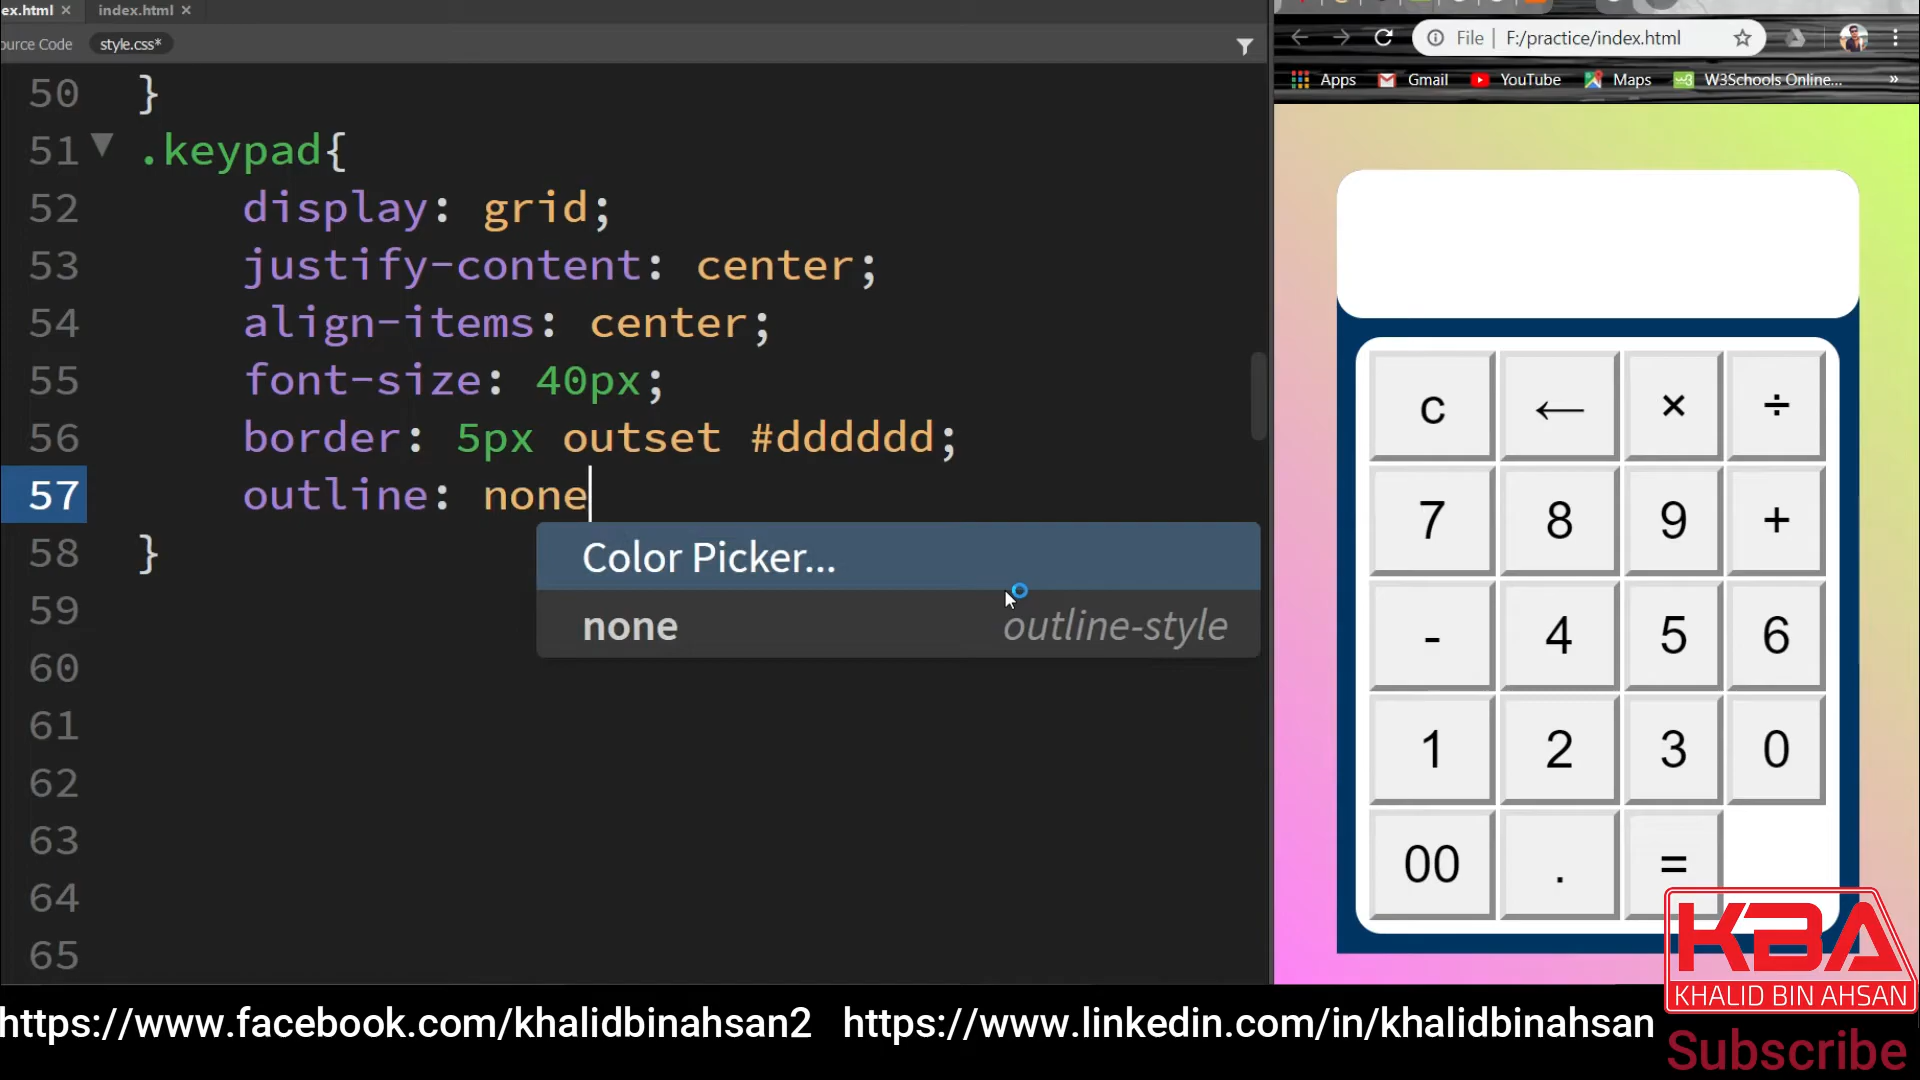 ex.html × index.html ×
ource Code style.css*
50 }
51 .keypad{
52 display: grid;
53 justify-content: center;
54 align-items: center;
55 font-size: 40px;
56 border: 5px outset #dddddd;
57 outline: none
58 }
59
60
61
62
63
64
65
Color Picker...
none outline-style
File F:/practice/index.html
Apps Gmail YouTube Maps W3Schools Online... »
c ← × ÷
7 8 9 +
- 4 5 6
1 2 3 0
00 . =
KBA
KHALID BIN AHSAN
Subscribe
https://www.facebook.com/khalidbinahsan2 https://www.linkedin.com/in/khalidbinahsan